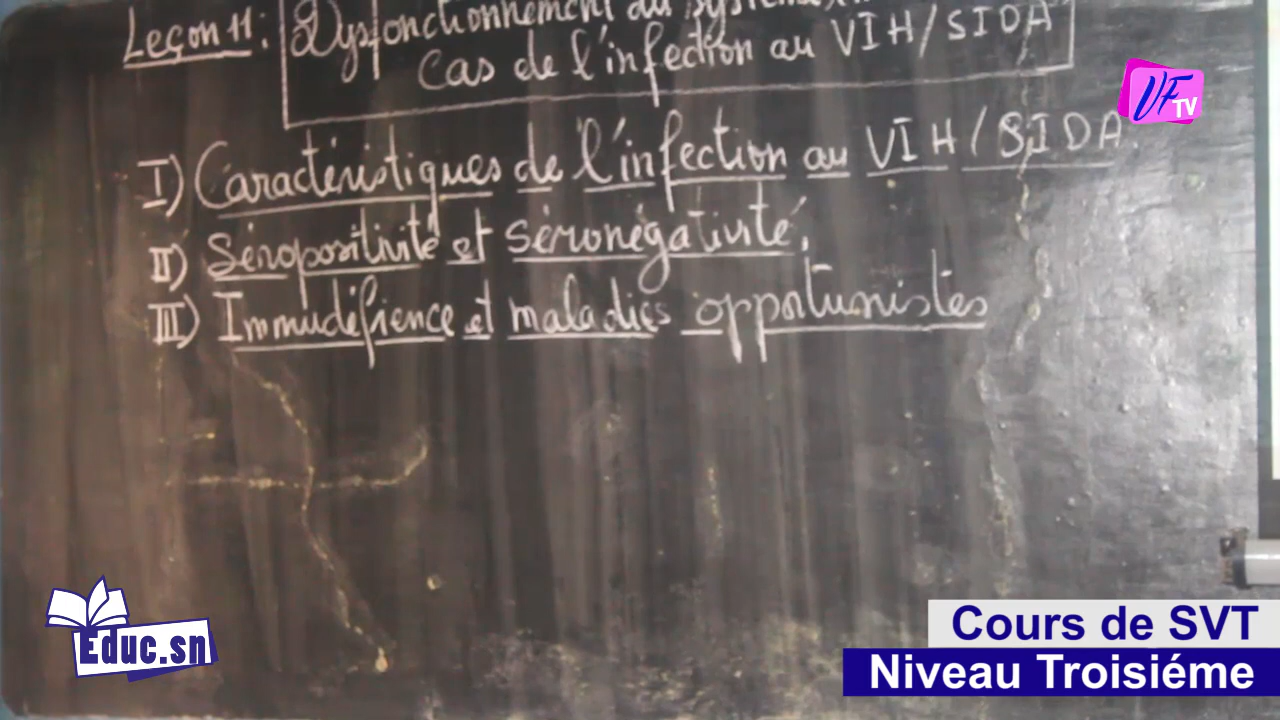 Leçon 11: Dysfonctionnement du système
Cas de l'infection au VIH/SIDA
VF
TV
I) Caractéristiques de l'infection au VIH/SIDA.
II) Séropositivité et séronégativité.
III) Immudéfience et maladies opportunistes
Educ.sn
Cours de SVT
Niveau Troisiéme